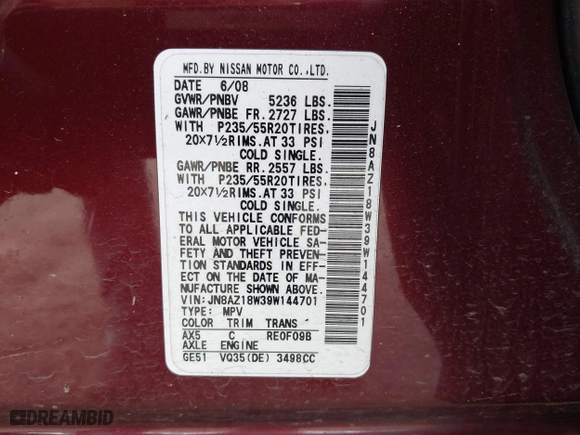 MFD. BY NISSAN MOTOR CO., LTD.
DATE 6/08
GVWR/PNBV 5236 LBS.
GAWR/PNBE FR. 2727 LBS.
WITH P235/55R20TIRES,
20×7½RIMS. AT 33 PSI
COLD SINGLE.
GAWR/PNBE RR. 2557 LBS.
WITH P235/55R20TIRES,
20×7½RIMS. AT 33 PSI
COLD SINGLE.
THIS VEHICLE CONFORMS
TO ALL APPLICABLE FED-
ERAL MOTOR VEHICLE SA-
FETY AND THEFT PREVEN-
TION STANDARDS IN EFF-
ECT ON THE DATE OF MA-
NUFACTURE SHOWN ABOVE.
VIN: JN8AZ18W39W144701
TYPE: MPV
COLOR TRIM TRANS
AX5 C RE0F09B
AXLE ENGINE
GE51 VQ35(DE) 3498CC
JN8AZ18W39W144701
DREAMBID